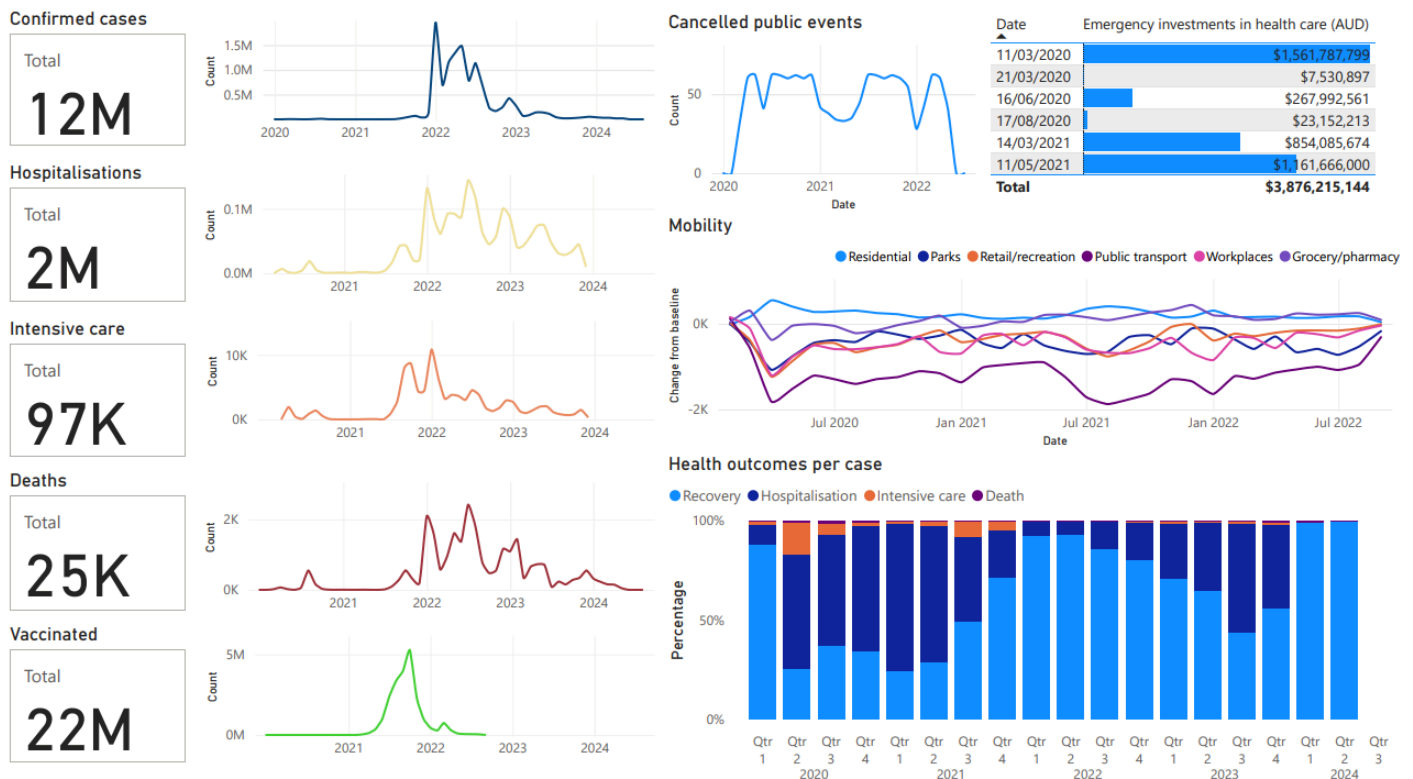 Confirmed cases
Total
12M
Count
1.5M
1.0M
0.5M
2020 2021 2022 2023 2024
Hospitalisations
Total
2M
Count
0.1M
0.0M
2021 2022 2023 2024
Intensive care
Total
97K
Count
10K
0K
2021 2022 2023 2024
Deaths
Total
25K
Count
2K
0K
2021 2022 2023 2024
Vaccinated
Total
22M
Count
5M
0M
2021 2022 2023 2024
Cancelled public events
Count
50
0
2020 2021 2022
Date
Date Emergency investments in health care (AUD)
11/03/2020 $1,561,787,799
21/03/2020 $7,530,897
16/06/2020 $267,992,561
17/08/2020 $23,152,213
14/03/2021 $854,085,674
11/05/2021 $1,161,666,000
Total $3,876,215,144
Mobility
Residential Parks Retail/recreation Public transport Workplaces Grocery/pharmacy
Change from baseline
0K
-2K
Jul 2020 Jan 2021 Jul 2021 Jan 2022 Jul 2022
Date
Health outcomes per case
Recovery Hospitalisation Intensive care Death
Percentage
100%
50%
0%
Qtr Qtr Qtr Qtr Qtr Qtr Qtr Qtr Qtr Qtr Qtr Qtr Qtr Qtr Qtr Qtr Qtr Qtr Qtr
1 2 3 4 1 2 3 4 1 2 3 4 1 2 3 4 1 2 3
2020 2021 2022 2023 2024